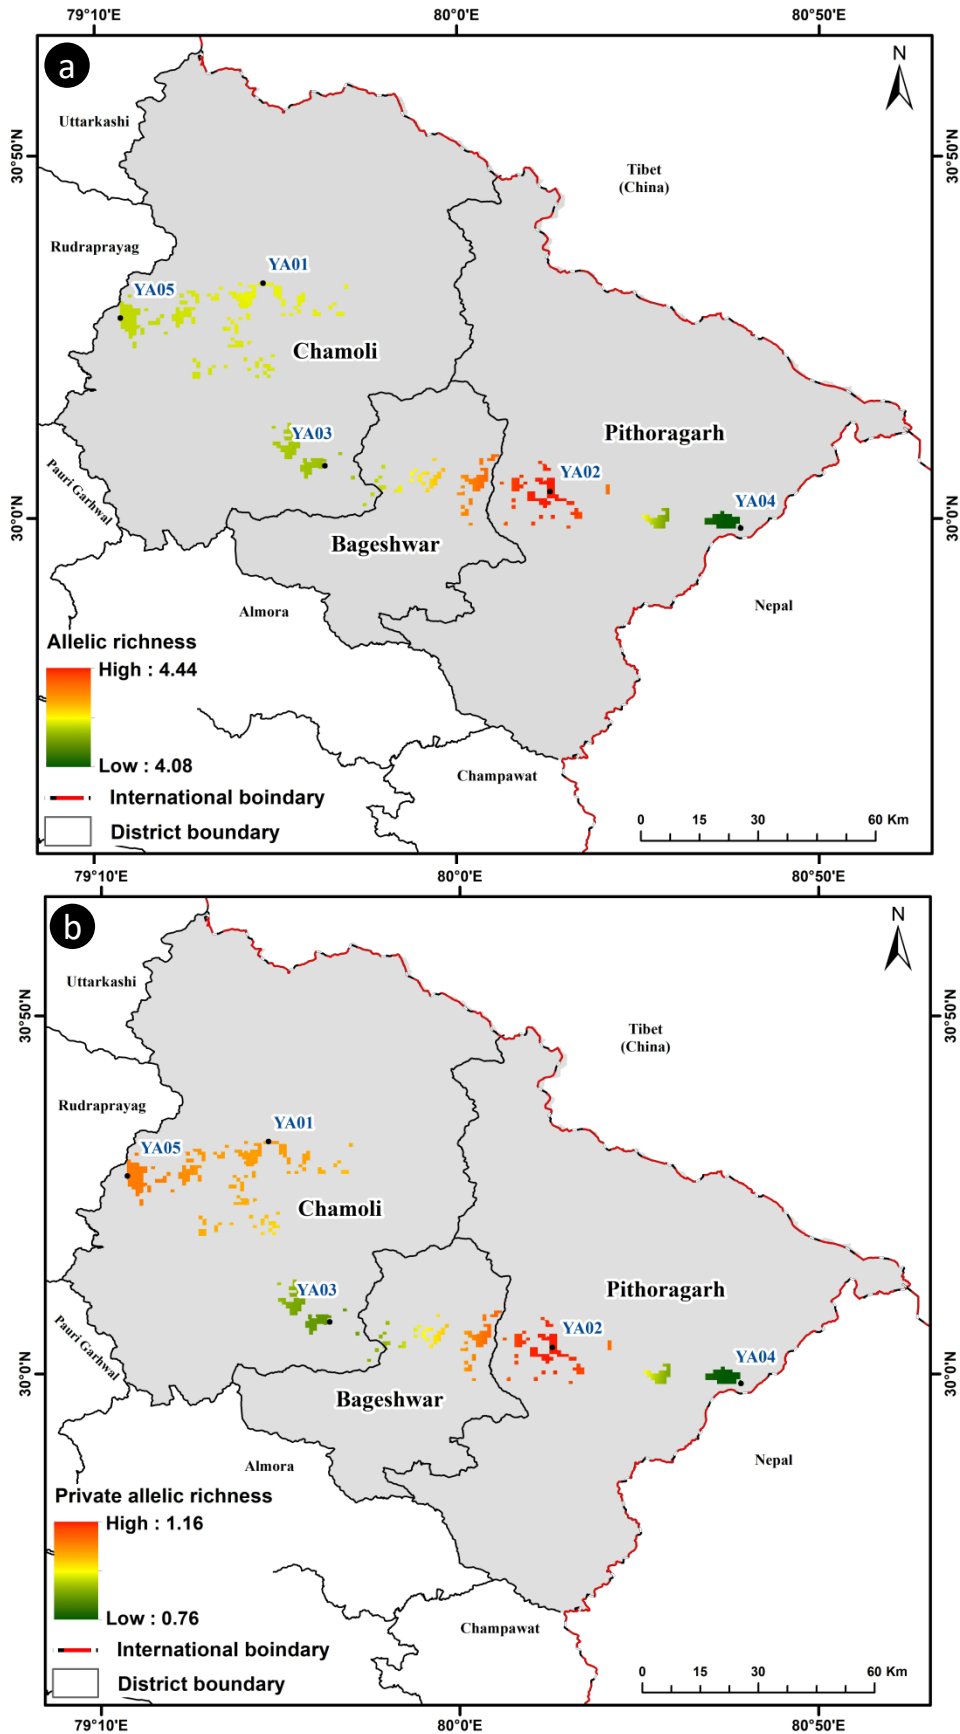 79°10'E 80°0'E 80°50'E
a
N
Uttarkashi
30°50'N
30°50'N
Tibet
(China)
Rudraprayag
YA01
YA05
Chamoli
YA03
Pithoragarh
YA02
Pauri Garhwal
YA04
30°0'N
30°0'N
Bageshwar
Almora
Nepal
Allelic richness
High : 4.44
Low : 4.08
Champawat
International boindary
District boundary
0 15 30 60 Km
79°10'E 80°0'E 80°50'E
b
N
Uttarkashi
30°50'N
30°50'N
Tibet
(China)
Rudraprayag
YA01
YA05
Chamoli
YA03
Pithoragarh
YA02
Pauri Garhwal
YA04
30°0'N
30°0'N
Bageshwar
Almora
Nepal
Private allelic richness
High : 1.16
Low : 0.76
Champawat
International boindary
District boundary
0 15 30 60 Km
79°10'E 80°0'E 80°50'E